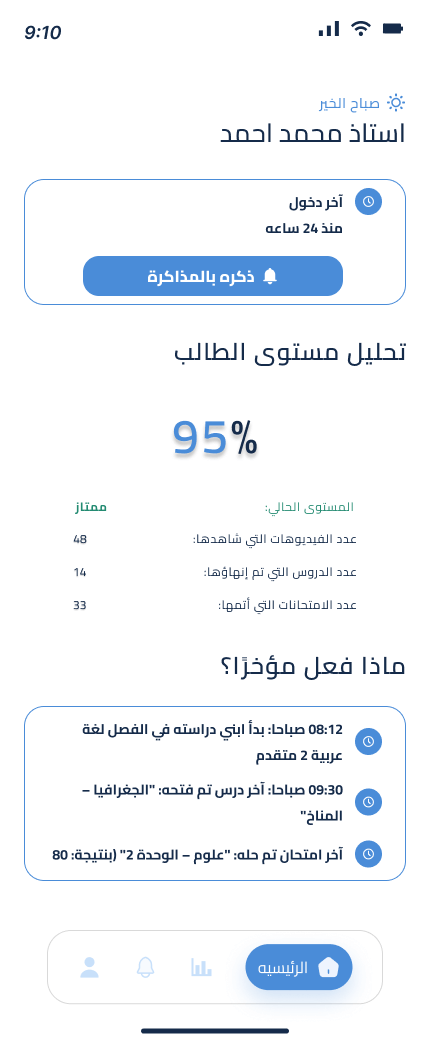 9:10
صباح الخير
استاذ محمد احمد
آخر دخول
منذ 24 ساعه
ذكره بالمذاكرة
تحليل مستوى الطالب
95%
المستوى الحالي: ممتاز
عدد الفيديوهات التي شاهدها: 48
عدد الدروس التي تم إنهاؤها: 14
عدد الامتحانات التي أتمها: 33
ماذا فعل مؤخرًا؟
08:12 صباحا: بدأ ابني دراسته في الفصل لغة
عربية 2 متقدم
09:30 صباحا: آخر درس تم فتحه: "الجغرافيا –
المناخ"
آخر امتحان تم حله: "علوم – الوحدة 2" (بنتيجة: 80
الرئيسيه